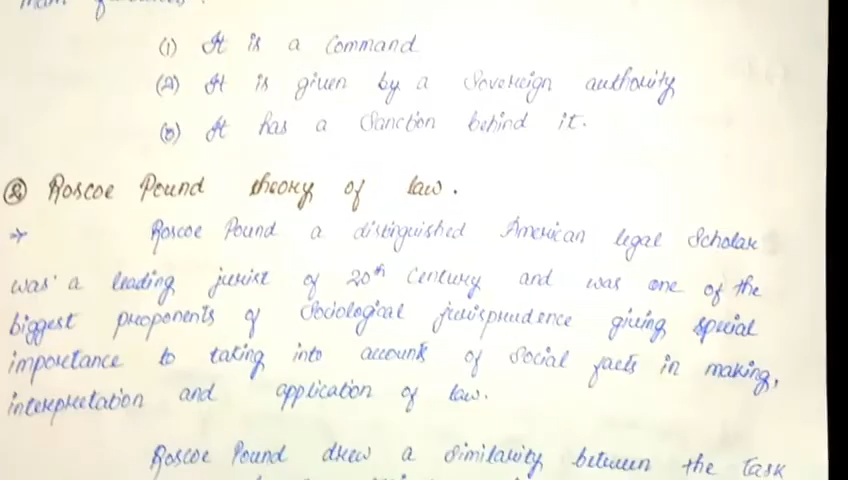 (1) It is a Command
(2) It is given by a Sovereign authority
(3) It has a Sanction behind it.
② Roscoe Pound theory of law.
→ Roscoe Pound a distinguished American legal Scholar
was a leading jurist of 20th Century and was one of the
biggest proponents of Sociological jurisprudence giving special
importance to taking into account of Social facts in making,
interpretation and application of law.
Roscoe Pound drew a similarity between the task